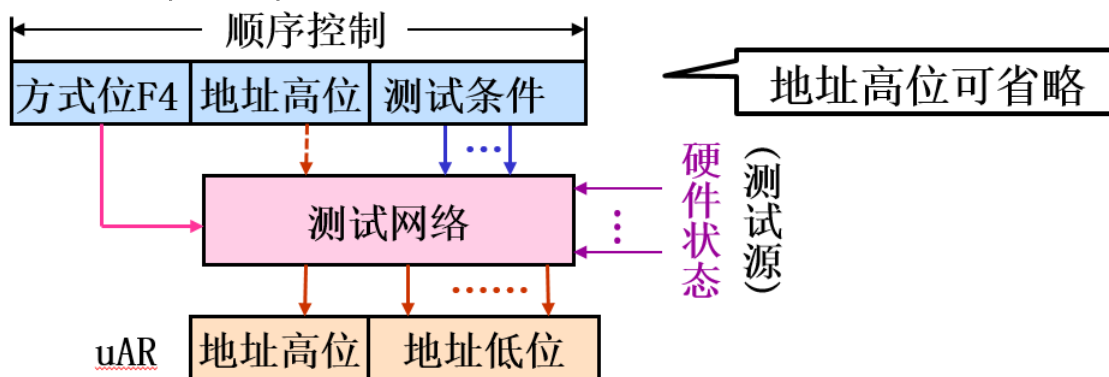 顺序控制
方式位F4 地址高位 测试条件
地址高位可省略
测试网络
硬件状态
(测试源)
uAR 地址高位 地址低位